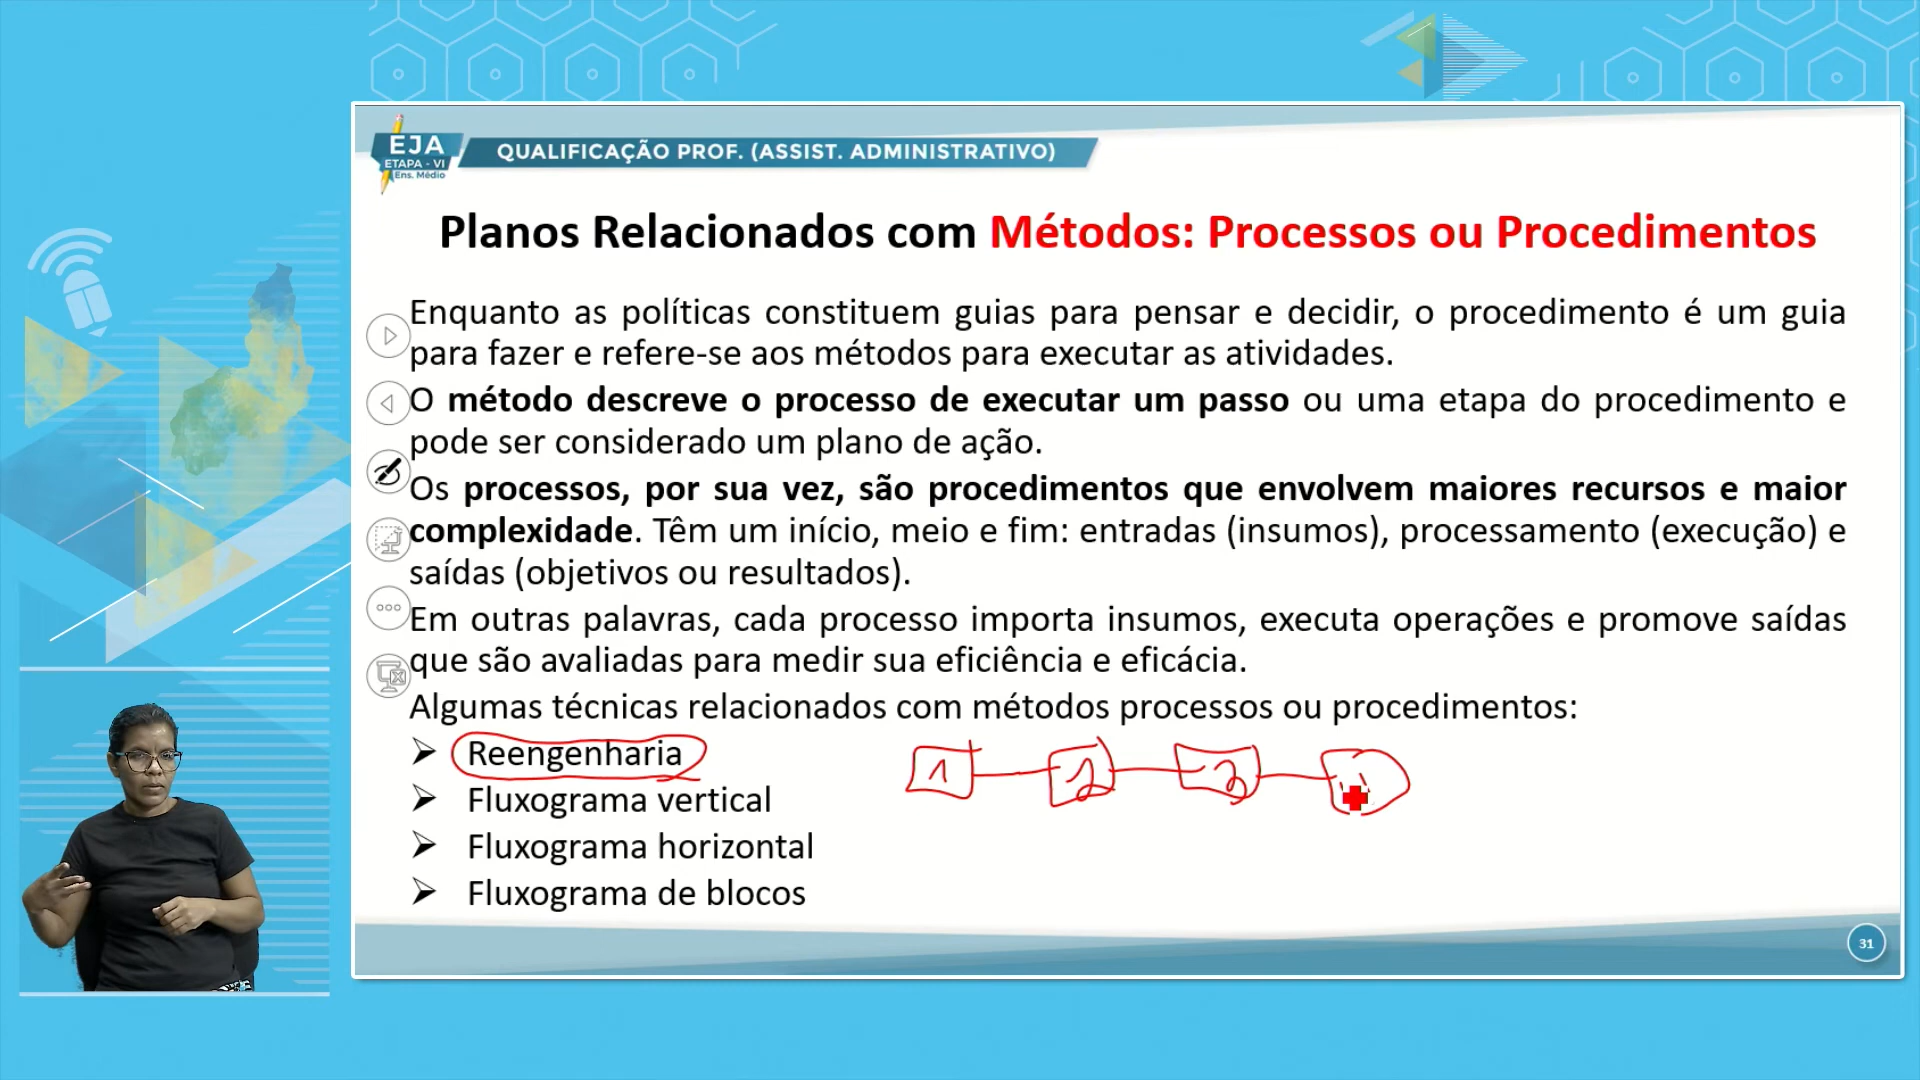 EJA
ETAPA - VI
Ens. Médio
QUALIFICAÇÃO PROF. (ASSIST. ADMINISTRATIVO)
Planos Relacionados com Métodos: Processos ou Procedimentos
Enquanto as políticas constituem guias para pensar e decidir, o procedimento é um guia
para fazer e refere-se aos métodos para executar as atividades.
O método descreve o processo de executar um passo ou uma etapa do procedimento e
pode ser considerado um plano de ação.
Os processos, por sua vez, são procedimentos que envolvem maiores recursos e maior
complexidade. Têm um início, meio e fim: entradas (insumos), processamento (execução) e
saídas (objetivos ou resultados).
Em outras palavras, cada processo importa insumos, executa operações e promove saídas
que são avaliadas para medir sua eficiência e eficácia.
Algumas técnicas relacionados com métodos processos ou procedimentos:
Reengenharia
1 2 3
Fluxograma vertical
Fluxograma horizontal
Fluxograma de blocos
31